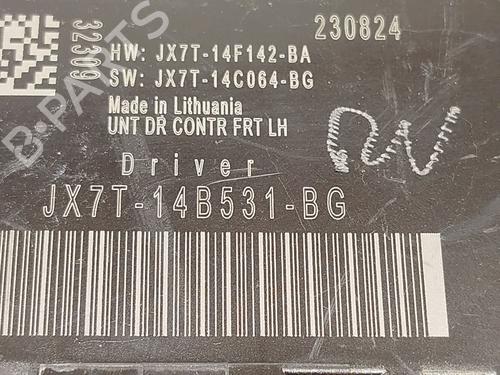 230824
32309
HW: JX7T-14F142-BA
SW: JX7T-14C064-BG
Made in Lithuania
UNT DR CONTR FRT LH
Driver
JX7T-14B531-BG
B-PARTS